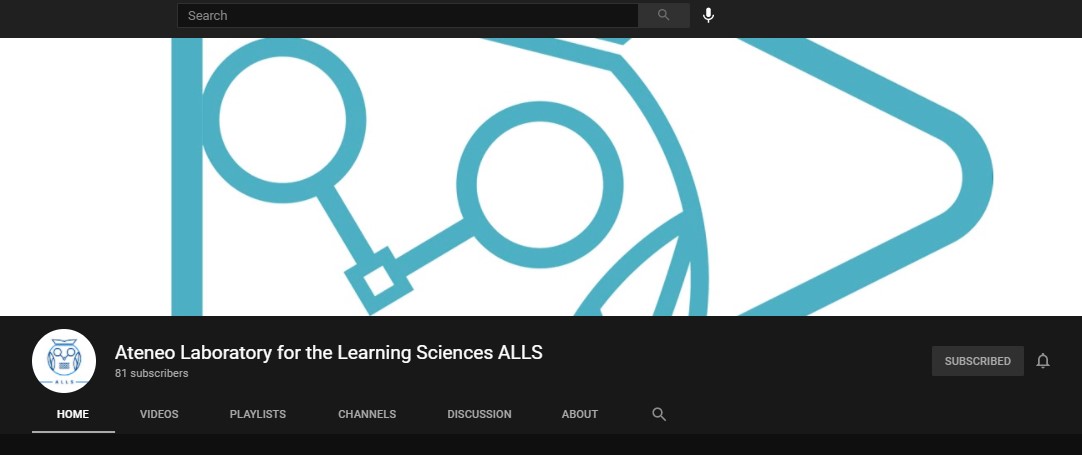 Search
Ateneo Laboratory for the Learning Sciences ALLS
81 subscribers
SUBSCRIBED
ALLS
HOME VIDEOS PLAYLISTS CHANNELS DISCUSSION ABOUT